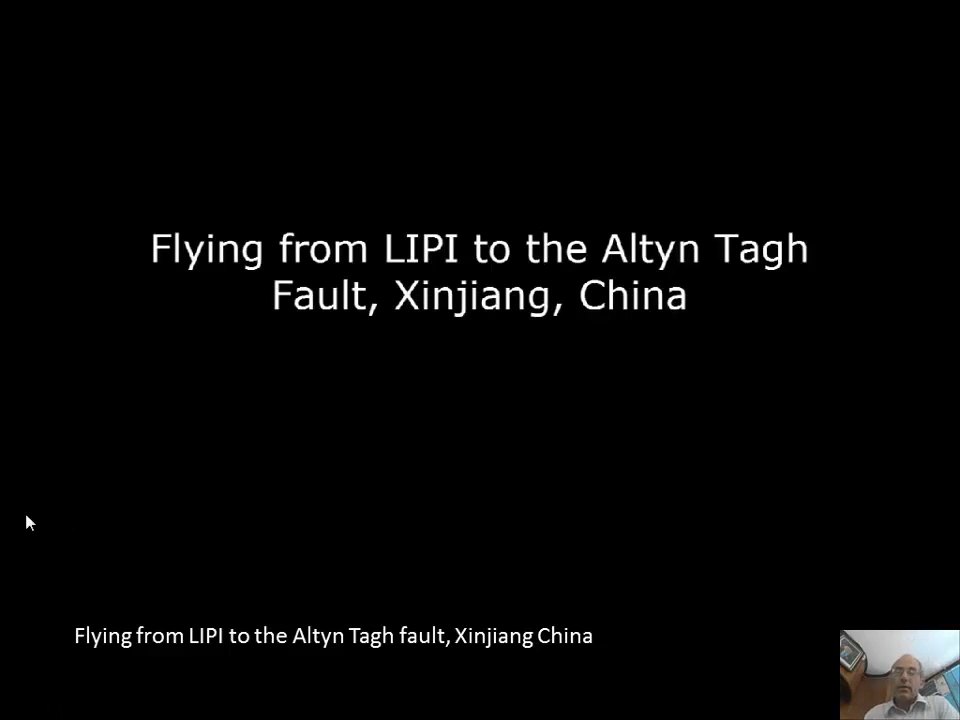 Flying from LIPI to the Altyn Tagh
Fault, Xinjiang, China
Flying from LIPI to the Altyn Tagh fault, Xinjiang China